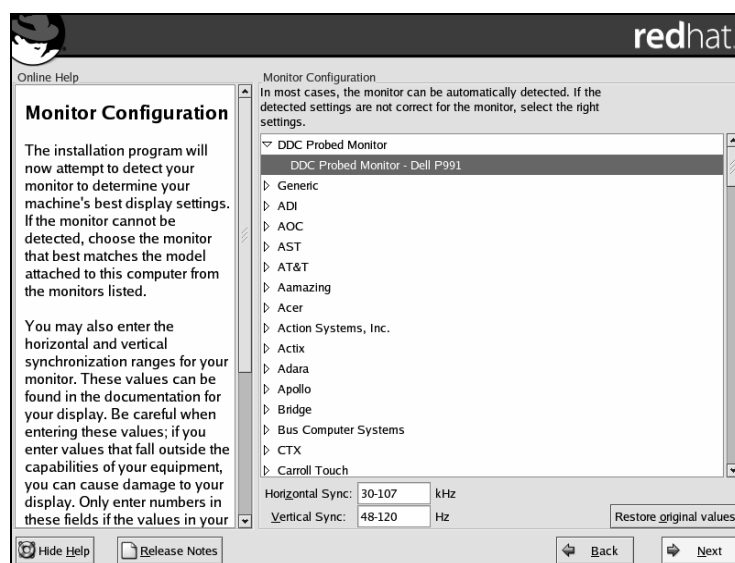 redhat.
Online Help
Monitor Configuration
The installation program will
now attempt to detect your
monitor to determine your
machine's best display settings.
If the monitor cannot be
detected, choose the monitor
that best matches the model
attached to this computer from
the monitors listed.
You may also enter the
horizontal and vertical
synchronization ranges for your
monitor. These values can be
found in the documentation for
your display. Be careful when
entering these values; if you
enter values that fall outside the
capabilities of your equipment,
you can cause damage to your
display. Only enter numbers in
these fields if the values in your
Monitor Configuration
In most cases, the monitor can be automatically detected. If the
detected settings are not correct for the monitor, select the right
settings.
DDC Probed Monitor
DDC Probed Monitor - Dell P991
Generic
ADI
AOC
AST
AT&T
Aamazing
Acer
Action Systems, Inc.
Actix
Adara
Apollo
Bridge
Bus Computer Systems
CTX
Carroll Touch
Horizontal Sync: 30-107 kHz
Vertical Sync: 48-120 Hz
Restore original values
Hide Help
Release Notes
Back
Next